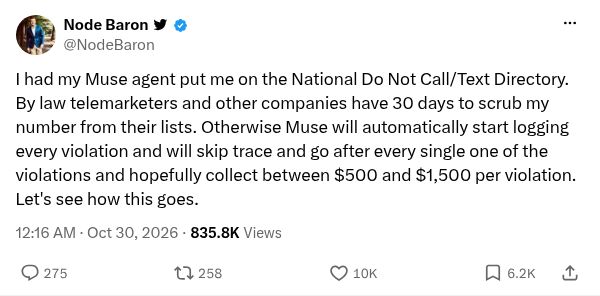 Node Baron
@NodeBaron
I had my Muse agent put me on the National Do Not Call/Text Directory.
By law telemarketers and other companies have 30 days to scrub my
number from their lists. Otherwise Muse will automatically start logging
every violation and will skip trace and go after every single one of the
violations and hopefully collect between $500 and $1,500 per violation.
Let's see how this goes.
12:16 AM · Oct 30, 2026 · 835.8K Views
275 258 10K 6.2K